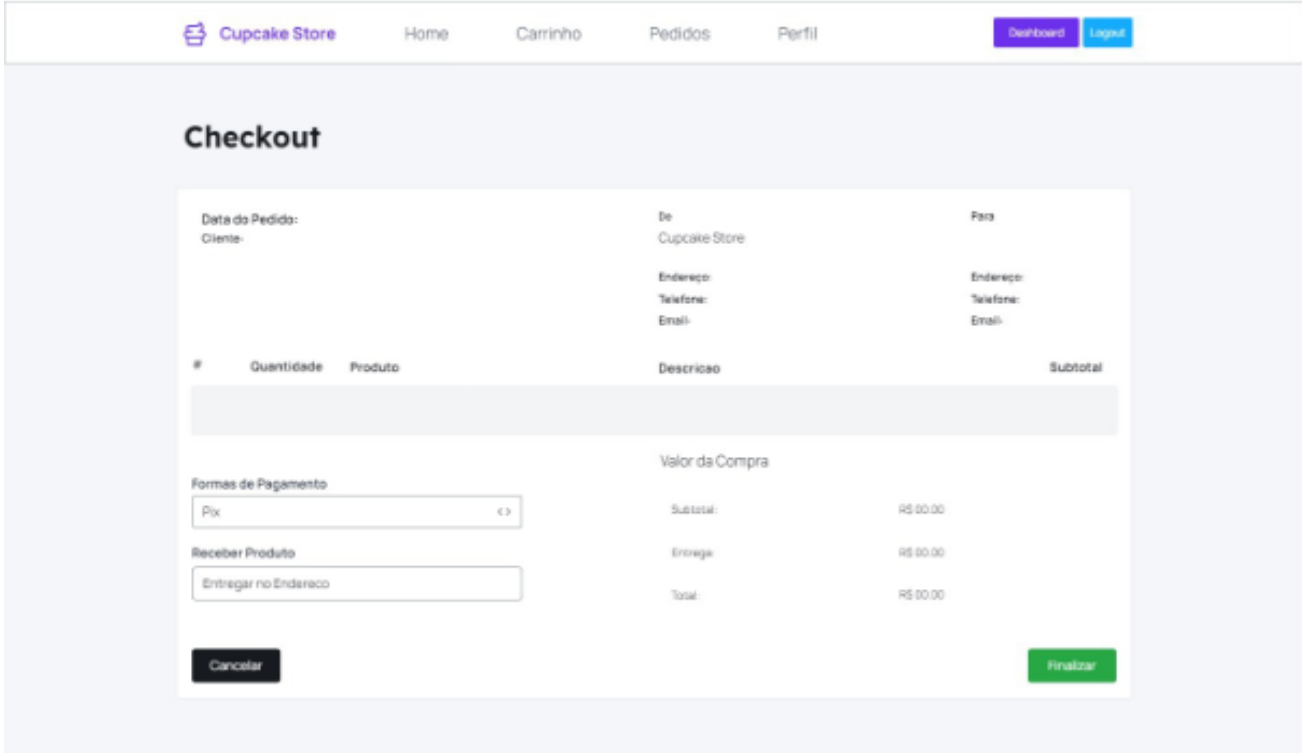 Cupcake Store Home Carrinho Pedidos Perfil Dashboard Logout
Checkout
Data do Pedido:
Cliente:
De
Cupcake Store
Endereço:
Telefone:
Email:
Para
Endereço:
Telefone:
Email:
# Quantidade Produto Descricao Subtotal
Formas de Pagamento
Pix <>
Receber Produto
Entregar no Endereco
Valor da Compra
Subtotal: R$ 00.00
Entrega: R$ 00.00
Total: R$ 00.00
Cancelar Finalizar